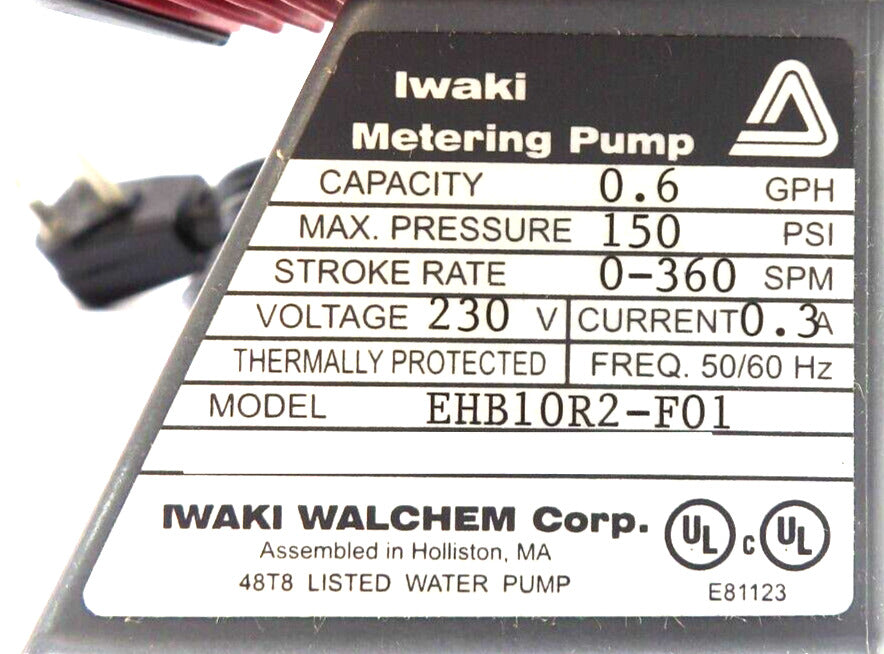 Iwaki
Metering Pump
CAPACITY 0.6 GPH
MAX. PRESSURE 150 PSI
STROKE RATE 0-360 SPM
VOLTAGE 230 V CURRENT 0.3 A
THERMALLY PROTECTED FREQ. 50/60 Hz
MODEL EHB10R2-F01
IWAKI WALCHEM Corp.
Assembled in Holliston, MA
48T8 LISTED WATER PUMP
UL c UL
E81123